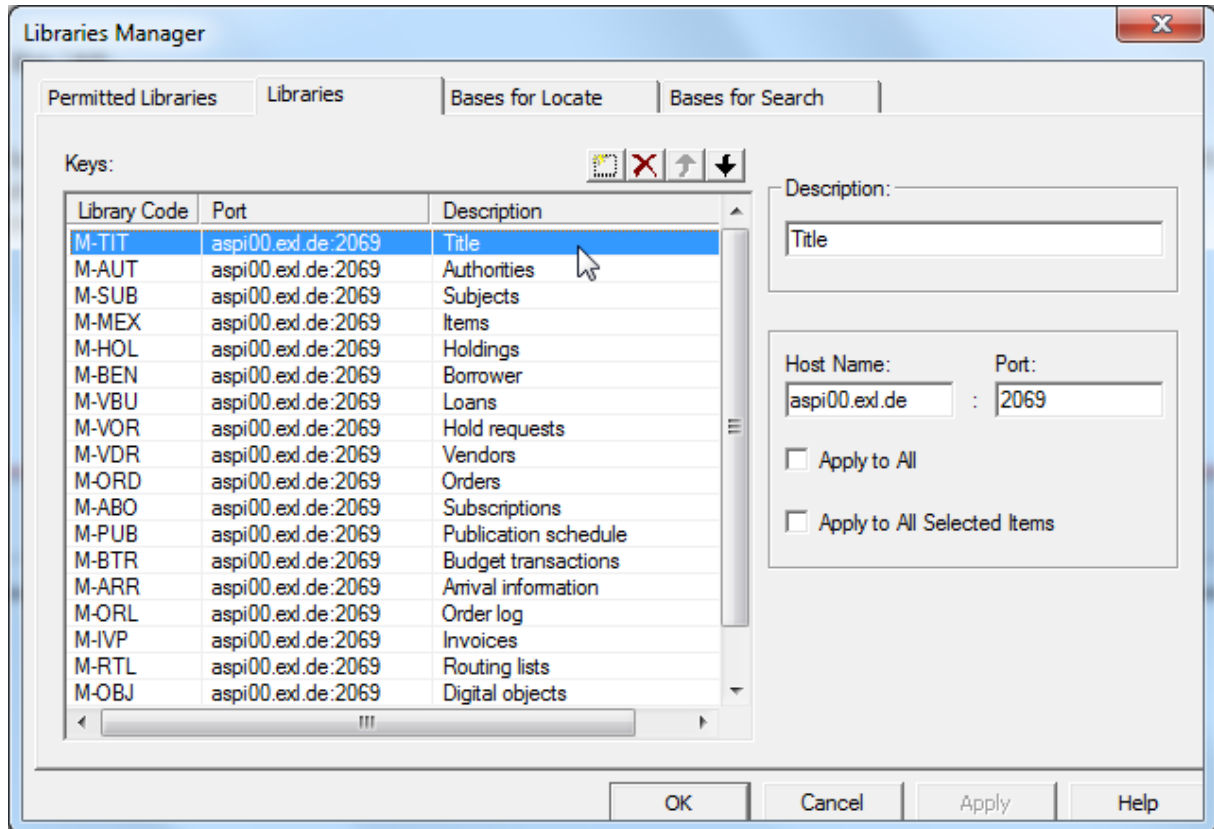 Libraries Manager
Permitted Libraries Libraries Bases for Locate Bases for Search
Keys:
Library Code Port Description
M-TIT aspi00.exl.de:2069 Title
M-AUT aspi00.exl.de:2069 Authorities
M-SUB aspi00.exl.de:2069 Subjects
M-MEX aspi00.exl.de:2069 Items
M-HOL aspi00.exl.de:2069 Holdings
M-BEN aspi00.exl.de:2069 Borrower
M-VBU aspi00.exl.de:2069 Loans
M-VOR aspi00.exl.de:2069 Hold requests
M-VDR aspi00.exl.de:2069 Vendors
M-ORD aspi00.exl.de:2069 Orders
M-ABO aspi00.exl.de:2069 Subscriptions
M-PUB aspi00.exl.de:2069 Publication schedule
M-BTR aspi00.exl.de:2069 Budget transactions
M-ARR aspi00.exl.de:2069 Arrival information
M-ORL aspi00.exl.de:2069 Order log
M-IVP aspi00.exl.de:2069 Invoices
M-RTL aspi00.exl.de:2069 Routing lists
M-OBJ aspi00.exl.de:2069 Digital objects
Description:
Title
Host Name: Port:
aspi00.exl.de : 2069
Apply to All
Apply to All Selected Items
OK Cancel Apply Help